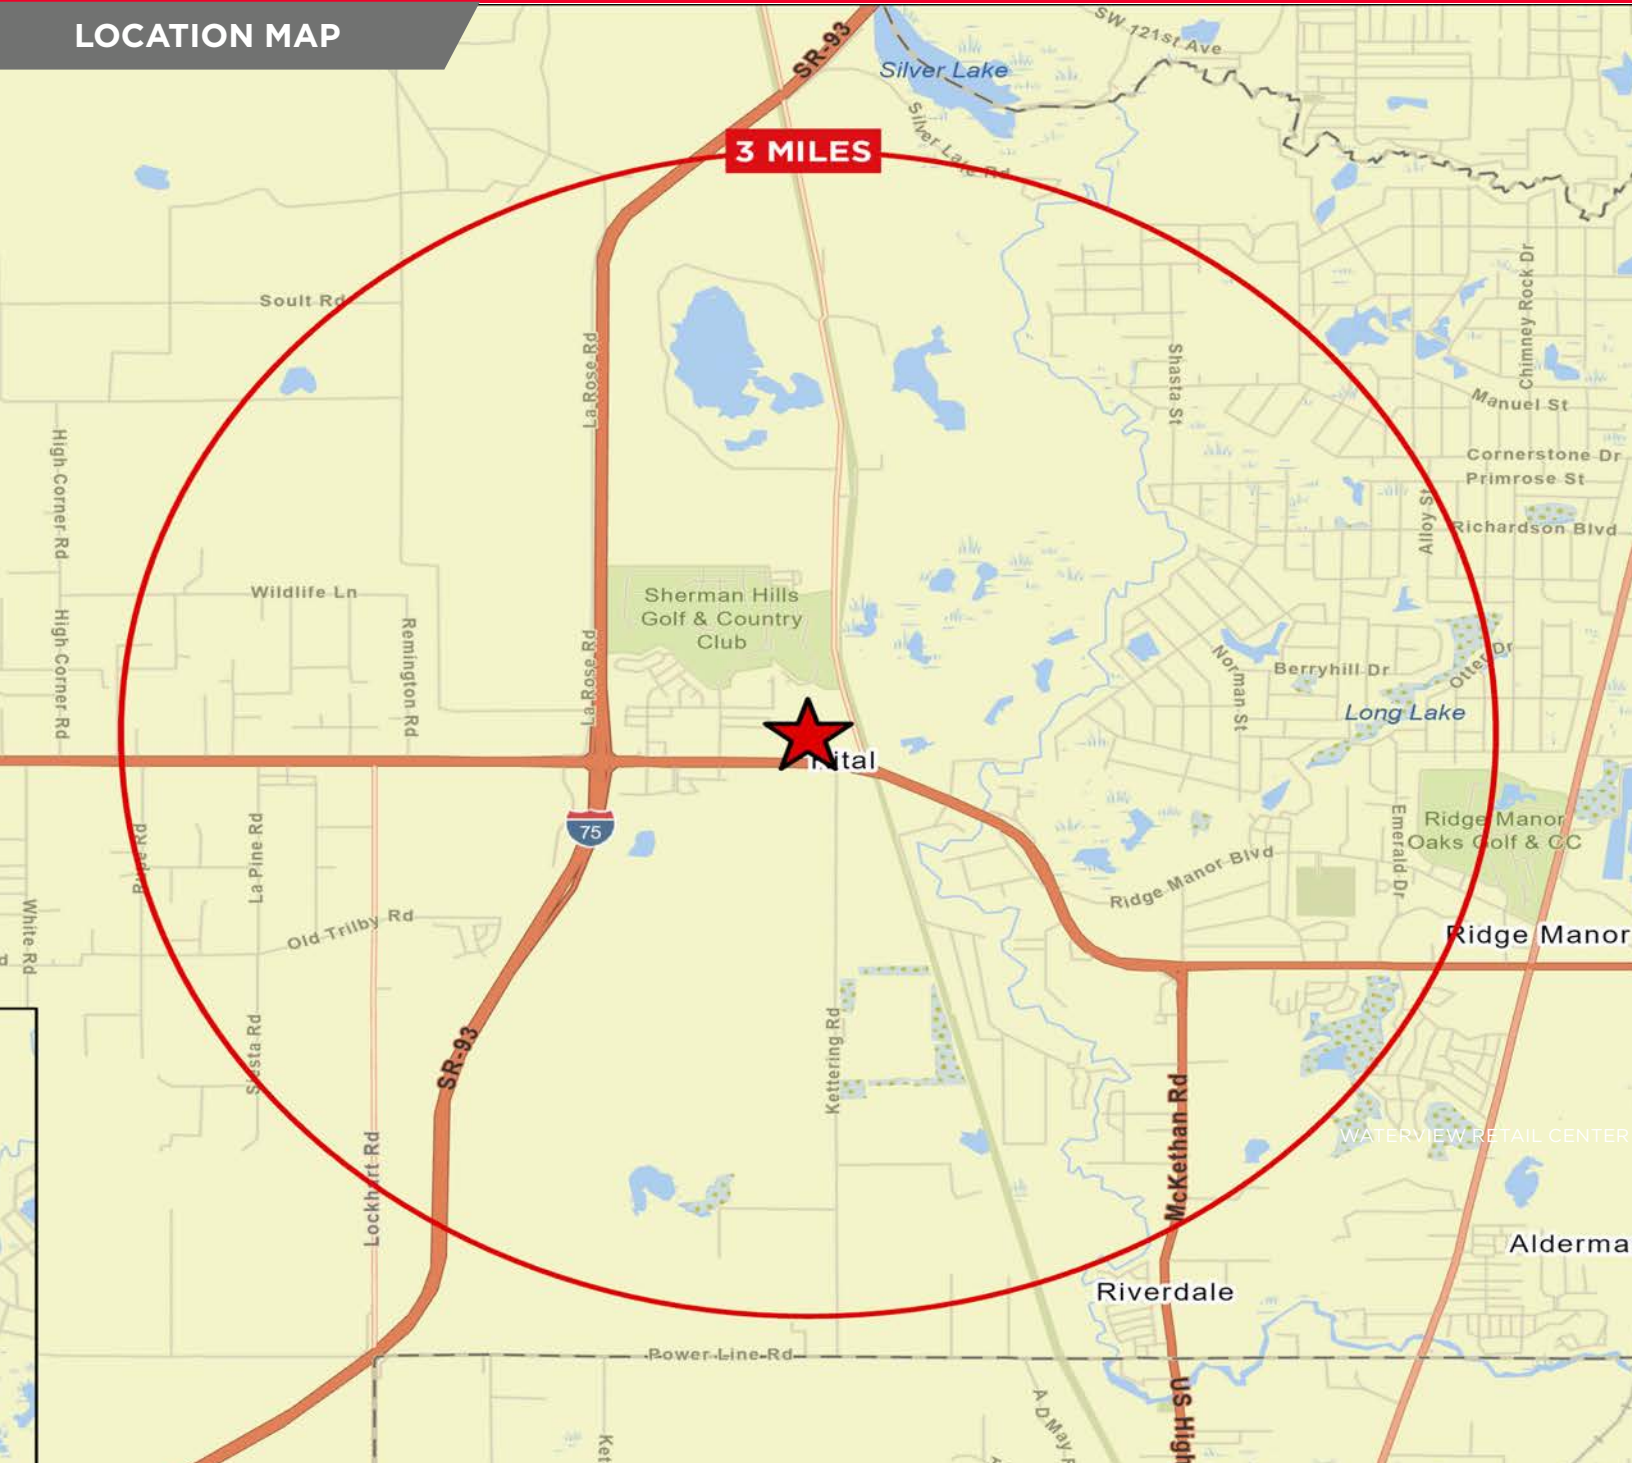 LOCATION MAP
SR-93
SW 121st Ave
Silver Lake
Silver Lake Rd
3 MILES
Soult Rd
La Rose Rd
Shasta St
Chimney Rock Dr
Manuel St
High Corner Rd
Cornerstone Dr
Primrose St
Alloy St
Richardson Blvd
Wildlife Ln
Sherman Hills
Golf & Country
Club
High Corner Rd
Remington Rd
La Rose Rd
Norman St
Berryhill Dr
Otter Dr
Long Lake
ital
75
La Pine Rd
Emerald Dr
Ridge Manor
Oaks Golf & CC
Ridge Manor Blvd
White Rd
Old Trilby Rd
Ridge Manor
Siesta Rd
SR-93
Kettering Rd
McKethan Rd
Lockhart Rd
WATERVIEW RETAIL CENTER
Alderma
Riverdale
Power Line Rd
A D May
US High
Ket